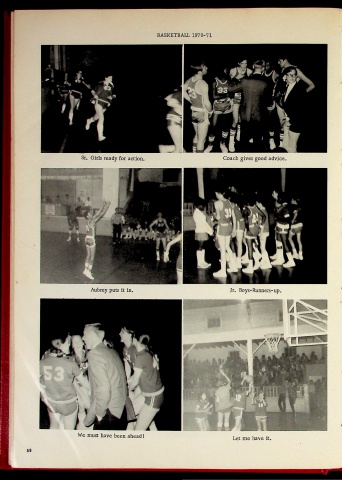 BASKETBALL 1970-71
Sr. Girls ready for action.
Coach gives good advice.
Aubrey puts it in.
Jr. Boys-Runners-up.
53
We must have been ahead!
Let me have it.